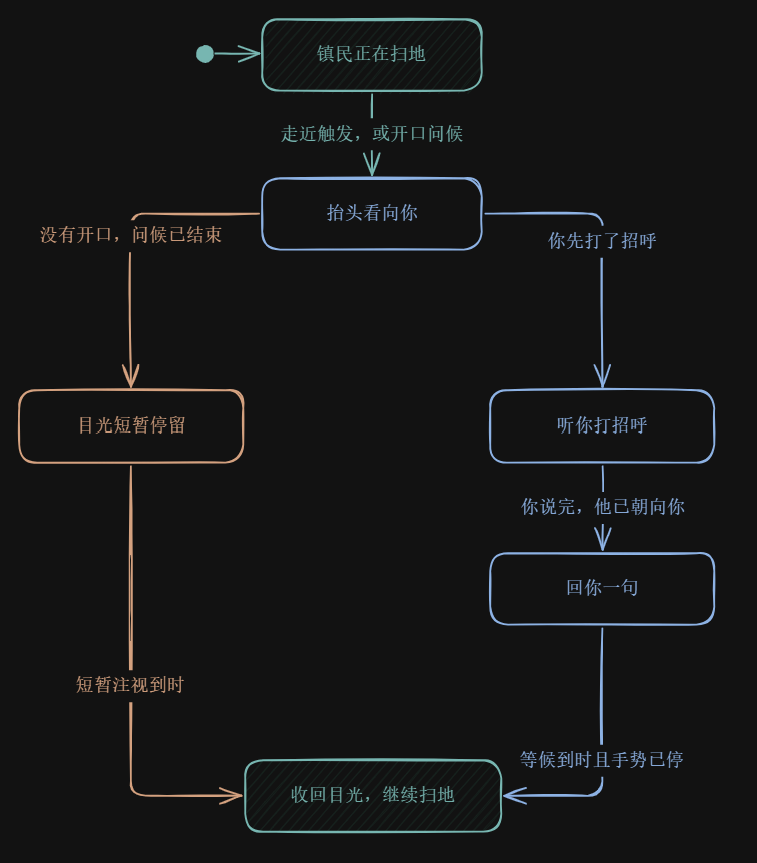 镇民正在扫地
走近触发，或开口问候
抬头看向你
没有开口，问候已结束
你先打了招呼
目光短暂停留
听你打招呼
你说完，他已朝向你
回你一句
短暂注视到时
等候到时且手势已停
收回目光，继续扫地